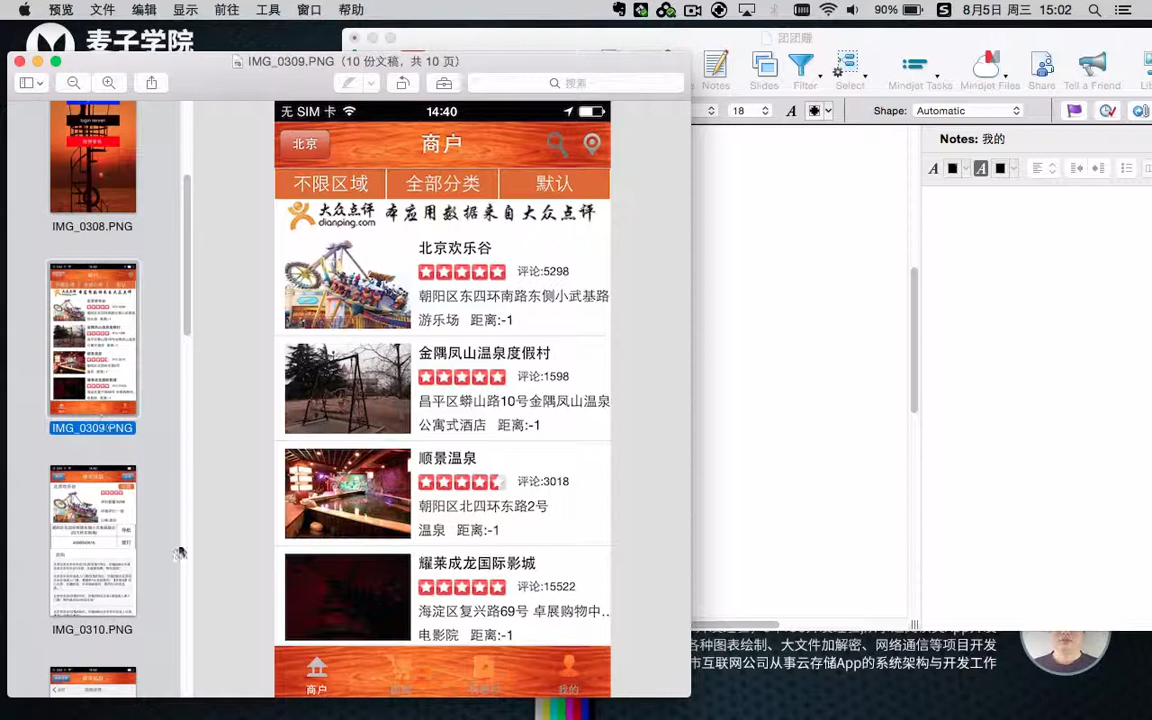 预览 文件 编辑 显示 前往 工具 窗口 帮助
90% 8月5日 周三 15:02
麦子学院
团团赚
IMG_0309.PNG（10 份文稿，共 10 页）
搜索
Notes Slides Filter Select Mindjet Tasks Mindjet Files Share Tell a Friend
18 A Shape: Automatic
Notes: 我的
IMG_0308.PNG
IMG_0309.PNG
IMG_0310.PNG
无 SIM 卡 14:40
北京 商户
不限区域 全部分类 默认
大众点评 dianping.com 本应用数据来自大众点评
北京欢乐谷
评论:5298
朝阳区东四环南路东侧小武基路
游乐场 距离:-1
金隅凤山温泉度假村
评论:1598
昌平区蟒山路10号金隅凤山温泉
公寓式酒店 距离:-1
顺景温泉
评论:3018
朝阳区北四环东路2号
温泉 距离:-1
耀莱成龙国际影城
评论:15522
海淀区复兴路69号 卓展购物中...
电影院 距离:-1
商户 我的
各种图表绘制、大文件加解密、网络通信等项目开发
市互联网公司从事云存储App的系统架构与开发工作